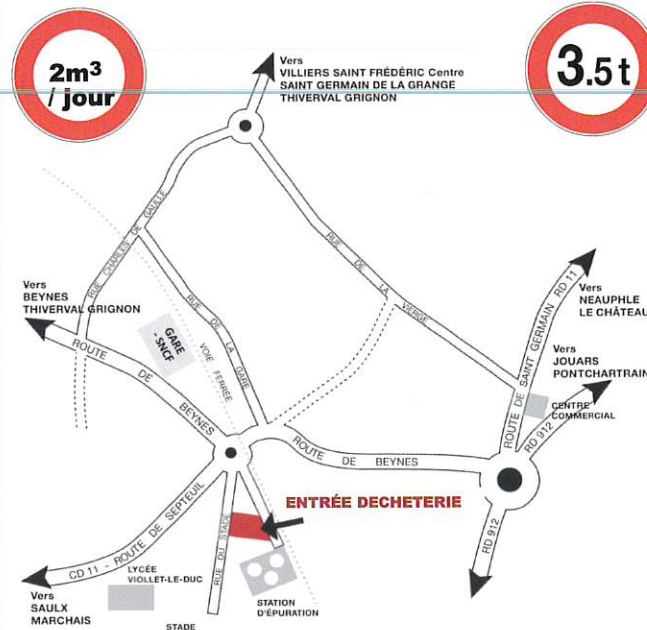 2m³
/ jour
3.5t
Vers
VILLIERS SAINT FRÉDÉRIC Centre
SAINT GERMAIN DE LA GRANGE
THIVERVAL GRIGNON
RUE CHARLES DE GAULLE
RUE DE LA VIERGE
Vers
BEYNES
THIVERVAL GRIGNON
RUE DE LA GARE
GARE
- SNCF
VOIE FERRÉE
ROUTE DE BEYNES
ROUTE DE SAINT GERMAIN RD 11
Vers
NEAUPHLE
LE CHÂTEAU
Vers
JOUARS
PONTCHARTRAIN
CENTRE
COMMERCIAL
RD 912
ROUTE DE BEYNES
RD 912
ENTRÉE DECHETERIE
CD 11 - ROUTE DE SEPTEUIL
RUE DU STADE
LYCÉE
VIOLLET-LE-DUC
STATION
D'ÉPURATION
Vers
SAULX
MARCHAIS
STADE